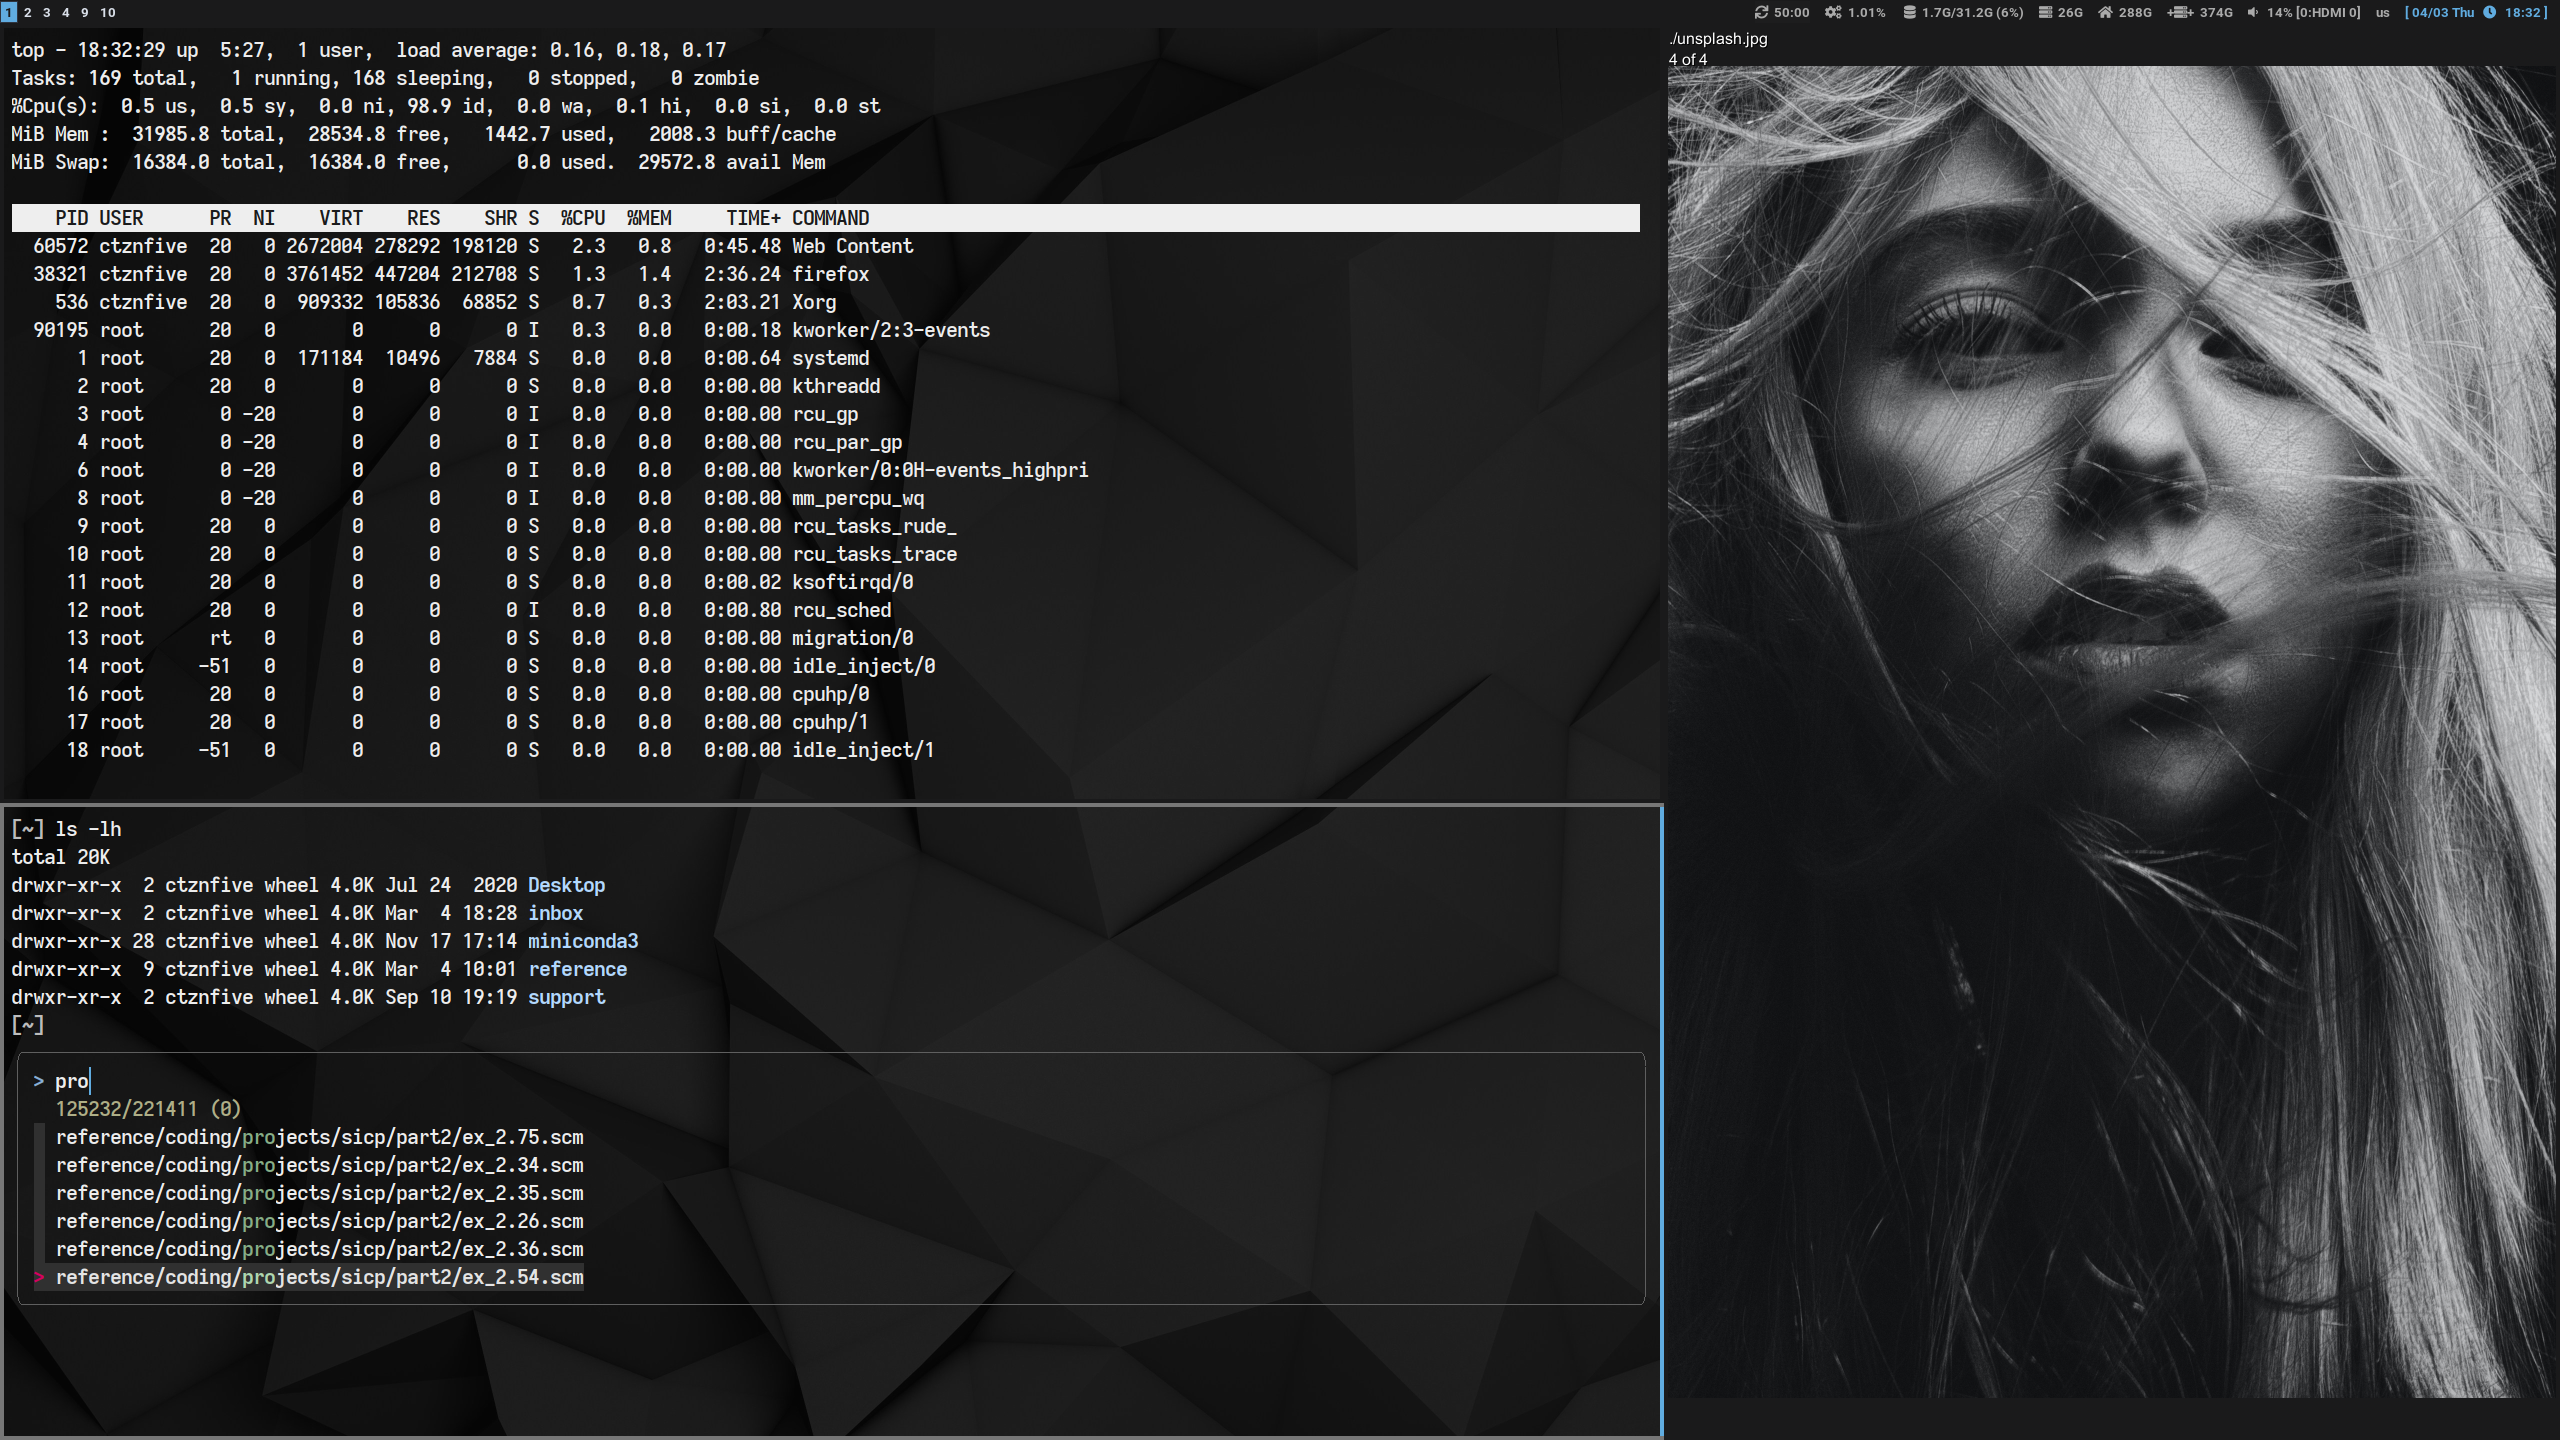 1 2 3 4 9 10 50:00 1.01% 1.7G/31.2G (6%) 26G 288G 374G 14% [0:HDMI 0] us [ 04/03 Thu 18:32 ]
top - 18:32:29 up  5:27,  1 user,  load average: 0.16, 0.18, 0.17
Tasks: 169 total,   1 running, 168 sleeping,   0 stopped,   0 zombie
%Cpu(s):  0.5 us,  0.5 sy,  0.0 ni, 98.9 id,  0.0 wa,  0.1 hi,  0.0 si,  0.0 st
MiB Mem :  31985.8 total,  28534.8 free,   1442.7 used,   2008.3 buff/cache
MiB Swap:  16384.0 total,  16384.0 free,      0.0 used.  29572.8 avail Mem
PID USER PR NI VIRT RES SHR S %CPU %MEM TIME+ COMMAND
60572 ctznfive 20 0 2672004 278292 198120 S 2.3 0.8 0:45.48 Web Content
38321 ctznfive 20 0 3761452 447204 212708 S 1.3 1.4 2:36.24 firefox
536 ctznfive 20 0 909332 105836 68852 S 0.7 0.3 2:03.21 Xorg
90195 root 20 0 0 0 0 I 0.3 0.0 0:00.18 kworker/2:3-events
1 root 20 0 171184 10496 7884 S 0.0 0.0 0:00.64 systemd
2 root 20 0 0 0 0 S 0.0 0.0 0:00.00 kthreadd
3 root 0 -20 0 0 0 I 0.0 0.0 0:00.00 rcu_gp
4 root 0 -20 0 0 0 I 0.0 0.0 0:00.00 rcu_par_gp
6 root 0 -20 0 0 0 I 0.0 0.0 0:00.00 kworker/0:0H-events_highpri
8 root 0 -20 0 0 0 I 0.0 0.0 0:00.00 mm_percpu_wq
9 root 20 0 0 0 0 S 0.0 0.0 0:00.00 rcu_tasks_rude_
10 root 20 0 0 0 0 S 0.0 0.0 0:00.00 rcu_tasks_trace
11 root 20 0 0 0 0 S 0.0 0.0 0:00.02 ksoftirqd/0
12 root 20 0 0 0 0 I 0.0 0.0 0:00.80 rcu_sched
13 root rt 0 0 0 0 S 0.0 0.0 0:00.00 migration/0
14 root -51 0 0 0 0 S 0.0 0.0 0:00.00 idle_inject/0
16 root 20 0 0 0 0 S 0.0 0.0 0:00.00 cpuhp/0
17 root 20 0 0 0 0 S 0.0 0.0 0:00.00 cpuhp/1
18 root -51 0 0 0 0 S 0.0 0.0 0:00.00 idle_inject/1
[~] ls -lh
total 20K
drwxr-xr-x  2 ctznfive wheel 4.0K Jul 24  2020 Desktop
drwxr-xr-x  2 ctznfive wheel 4.0K Mar  4 18:28 inbox
drwxr-xr-x 28 ctznfive wheel 4.0K Nov 17 17:14 miniconda3
drwxr-xr-x  9 ctznfive wheel 4.0K Mar  4 10:01 reference
drwxr-xr-x  2 ctznfive wheel 4.0K Sep 10 19:19 support
[~]
> pro
125232/221411 (0)
reference/coding/projects/sicp/part2/ex_2.75.scm
reference/coding/projects/sicp/part2/ex_2.34.scm
reference/coding/projects/sicp/part2/ex_2.35.scm
reference/coding/projects/sicp/part2/ex_2.26.scm
reference/coding/projects/sicp/part2/ex_2.36.scm
> reference/coding/projects/sicp/part2/ex_2.54.scm
./unsplash.jpg
4 of 4